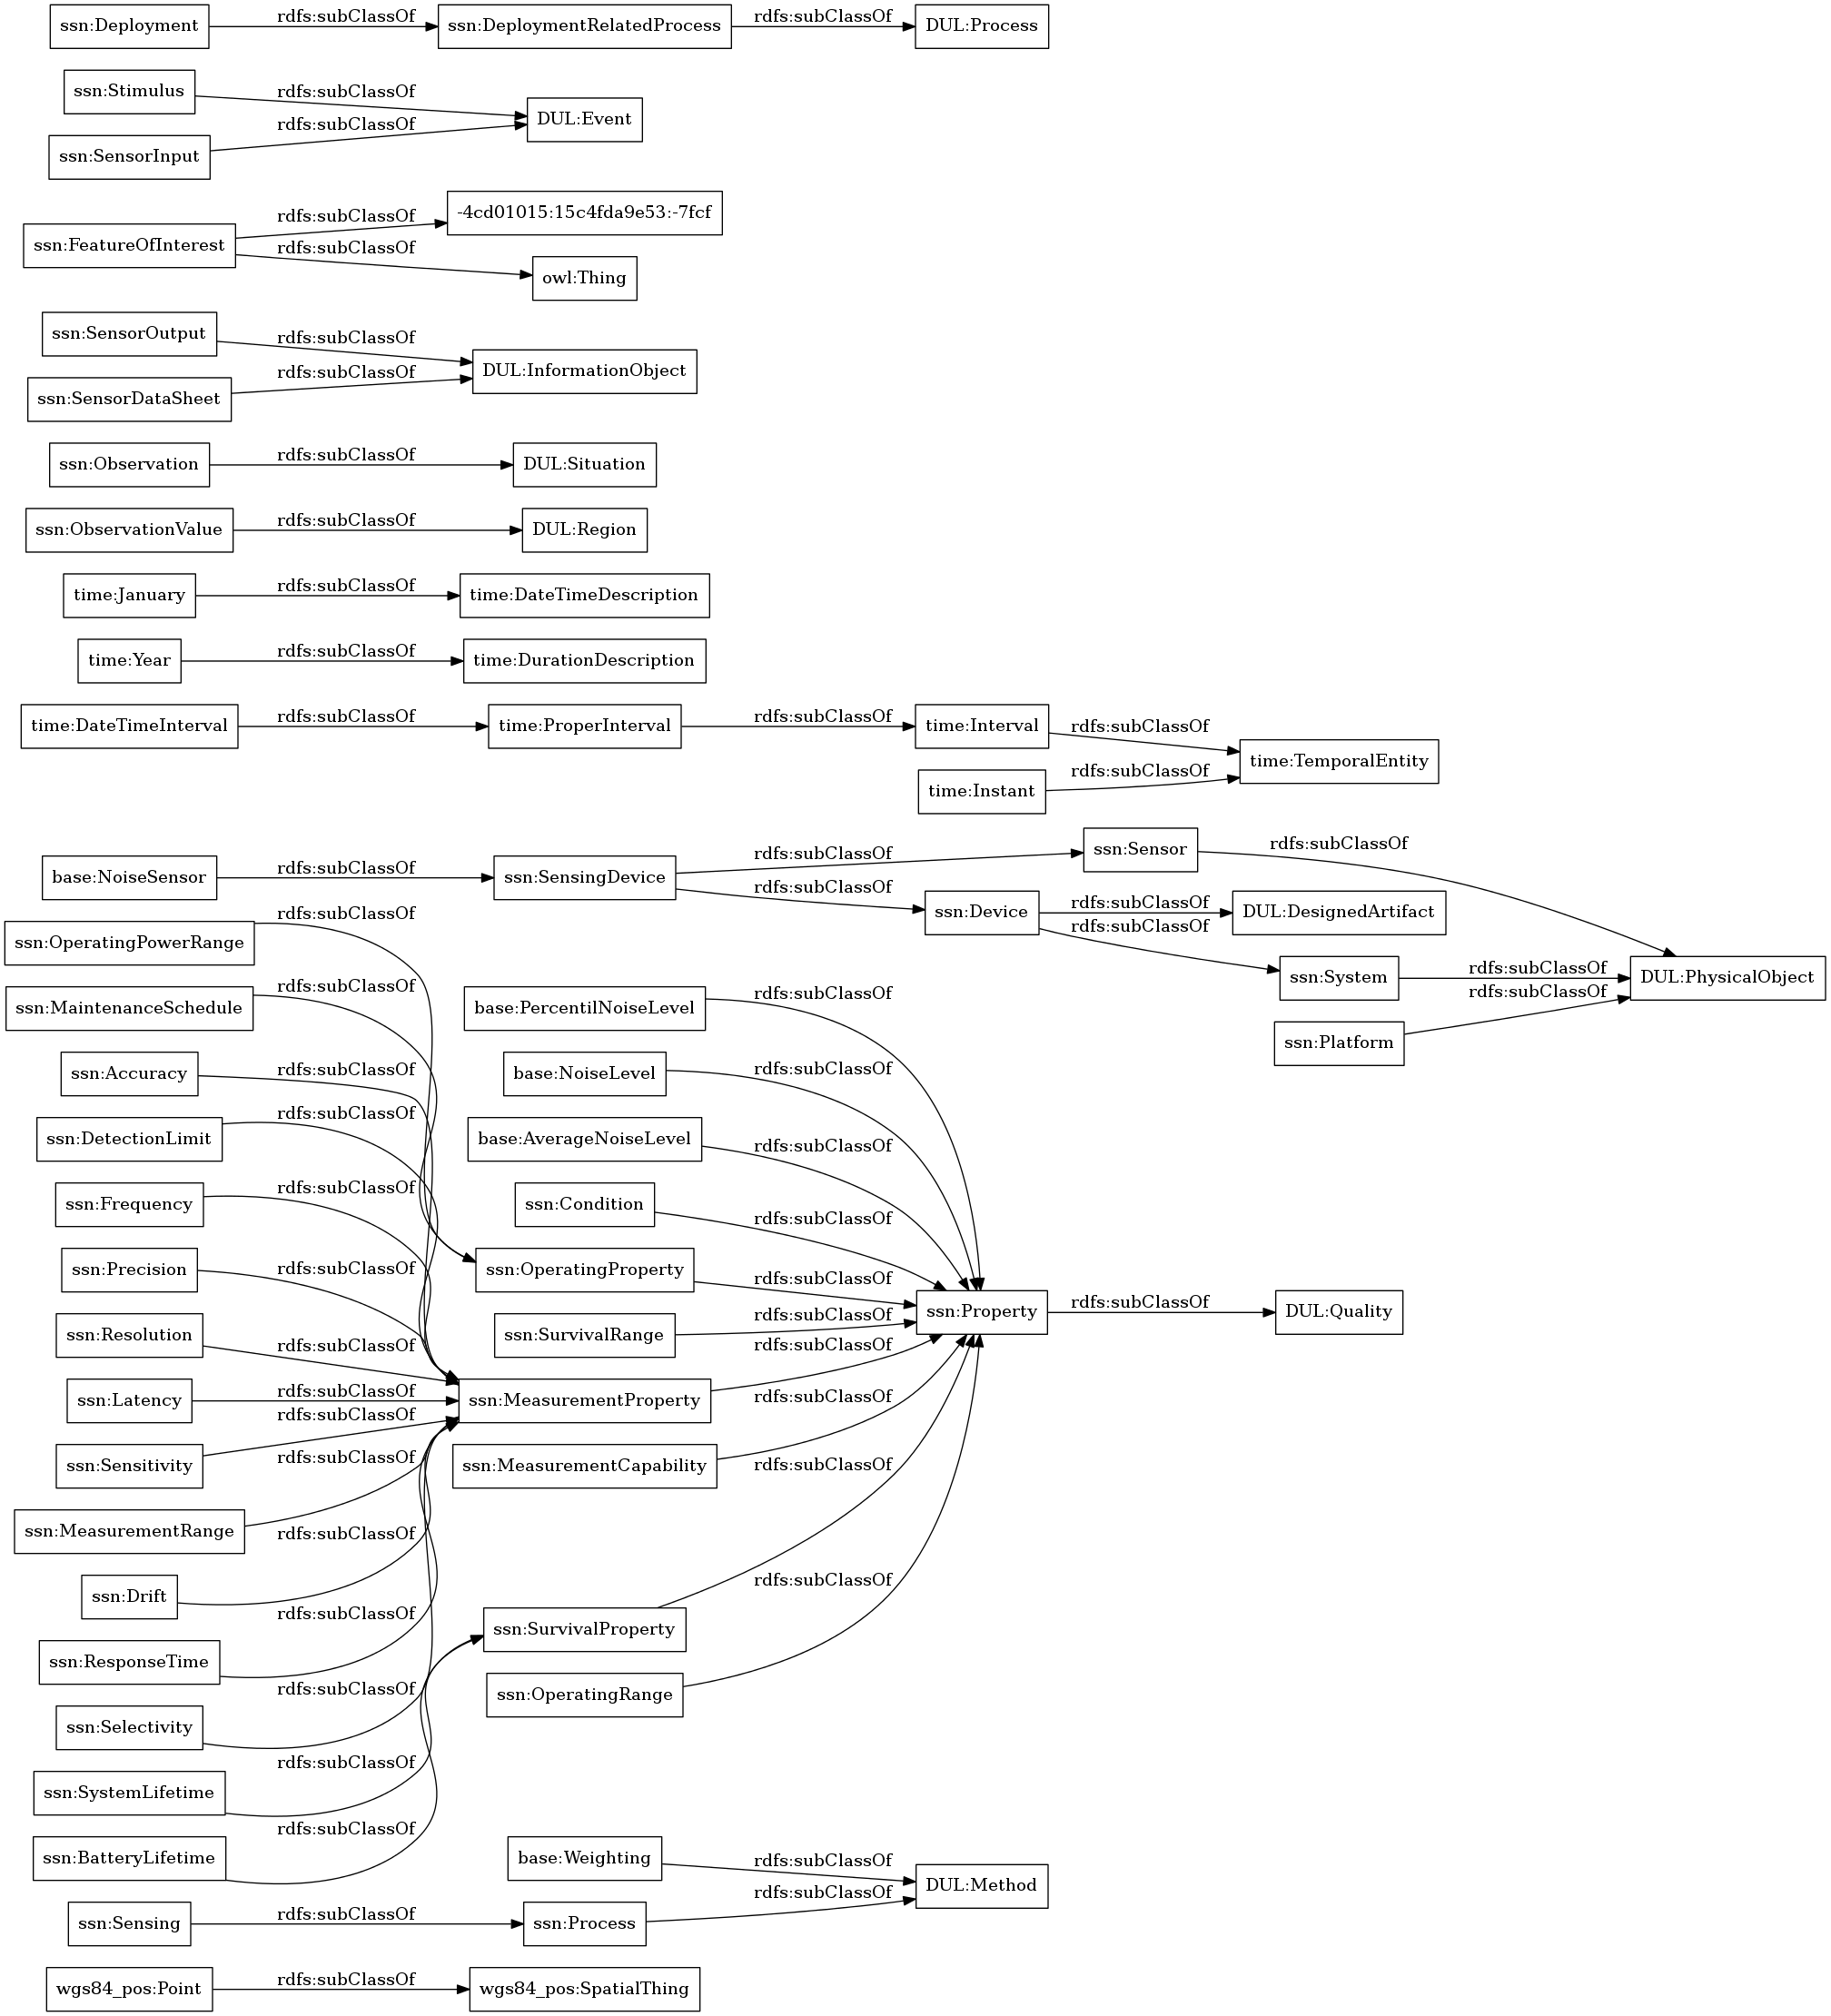 ssn:Deployment rdfs:subClassOf ssn:DeploymentRelatedProcess rdfs:subClassOf DUL:Process
ssn:Stimulus rdfs:subClassOf
DUL:Event
ssn:SensorInput rdfs:subClassOf
ssn:FeatureOfInterest rdfs:subClassOf -4cd01015:15c4fda9e53:-7fcf
rdfs:subClassOf owl:Thing
ssn:SensorOutput rdfs:subClassOf
DUL:InformationObject
ssn:SensorDataSheet rdfs:subClassOf
ssn:Observation rdfs:subClassOf DUL:Situation
ssn:ObservationValue rdfs:subClassOf DUL:Region
time:January rdfs:subClassOf time:DateTimeDescription
time:Year rdfs:subClassOf time:DurationDescription
time:DateTimeInterval rdfs:subClassOf time:ProperInterval rdfs:subClassOf time:Interval rdfs:subClassOf
time:TemporalEntity
time:Instant rdfs:subClassOf
base:NoiseSensor rdfs:subClassOf ssn:SensingDevice rdfs:subClassOf ssn:Sensor rdfs:subClassOf
rdfs:subClassOf ssn:Device rdfs:subClassOf DUL:DesignedArtifact
rdfs:subClassOf ssn:System rdfs:subClassOf DUL:PhysicalObject
ssn:Platform rdfs:subClassOf
ssn:OperatingPowerRange rdfs:subClassOf
ssn:MaintenanceSchedule rdfs:subClassOf
base:PercentilNoiseLevel rdfs:subClassOf
ssn:Accuracy rdfs:subClassOf
base:NoiseLevel rdfs:subClassOf
ssn:DetectionLimit rdfs:subClassOf
base:AverageNoiseLevel rdfs:subClassOf
ssn:Frequency rdfs:subClassOf
ssn:Condition rdfs:subClassOf
ssn:Precision rdfs:subClassOf
ssn:OperatingProperty rdfs:subClassOf
ssn:Property rdfs:subClassOf DUL:Quality
ssn:Resolution rdfs:subClassOf
ssn:SurvivalRange rdfs:subClassOf
ssn:Latency rdfs:subClassOf
ssn:MeasurementProperty rdfs:subClassOf
ssn:Sensitivity rdfs:subClassOf
ssn:MeasurementCapability rdfs:subClassOf
ssn:MeasurementRange rdfs:subClassOf
ssn:Drift rdfs:subClassOf
ssn:SurvivalProperty rdfs:subClassOf
ssn:ResponseTime rdfs:subClassOf
ssn:OperatingRange rdfs:subClassOf
ssn:Selectivity rdfs:subClassOf
ssn:SystemLifetime rdfs:subClassOf
ssn:BatteryLifetime rdfs:subClassOf
base:Weighting rdfs:subClassOf
DUL:Method
ssn:Sensing rdfs:subClassOf ssn:Process rdfs:subClassOf
wgs84_pos:Point rdfs:subClassOf wgs84_pos:SpatialThing